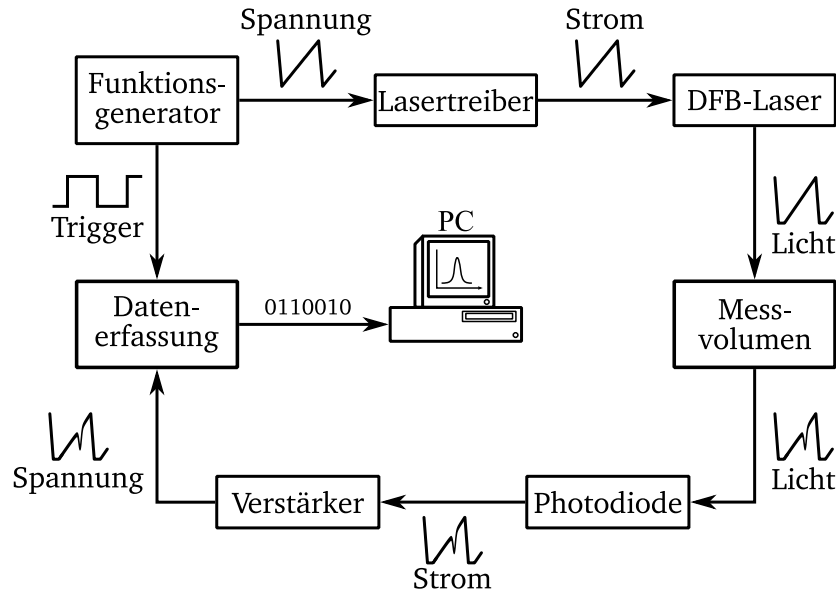 Spannung
Strom
Funktions-
generator
Lasertreiber
DFB-Laser
Trigger
Licht
PC
Daten-
erfassung
0110010
Mess-
volumen
Spannung
Licht
Verstärker
Photodiode
Strom